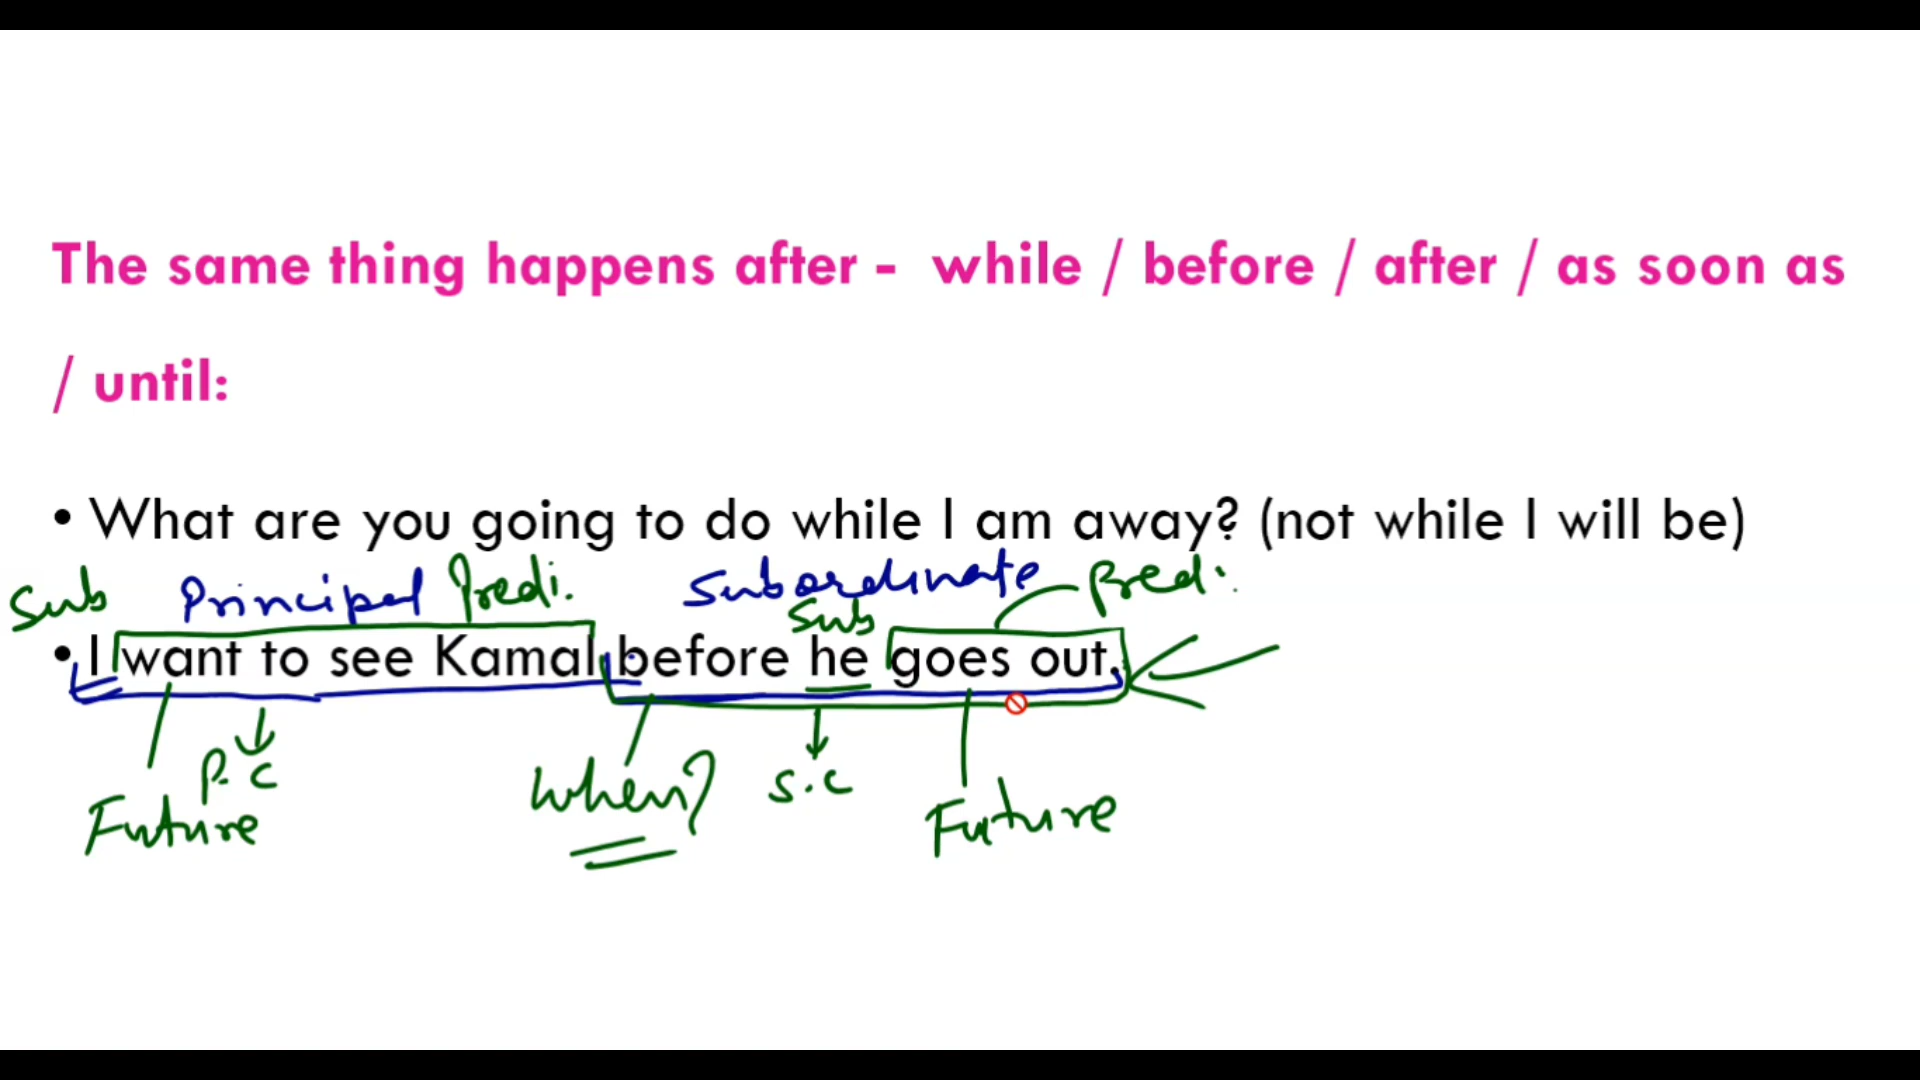 The same thing happens after - while / before / after / as soon as
/ until:
• What are you going to do while I am away? (not while I will be)
Sub Principal Predi. Subordinate Pred.
Sub
• I want to see Kamal before he goes out.
P.C When? S.C
Future Future